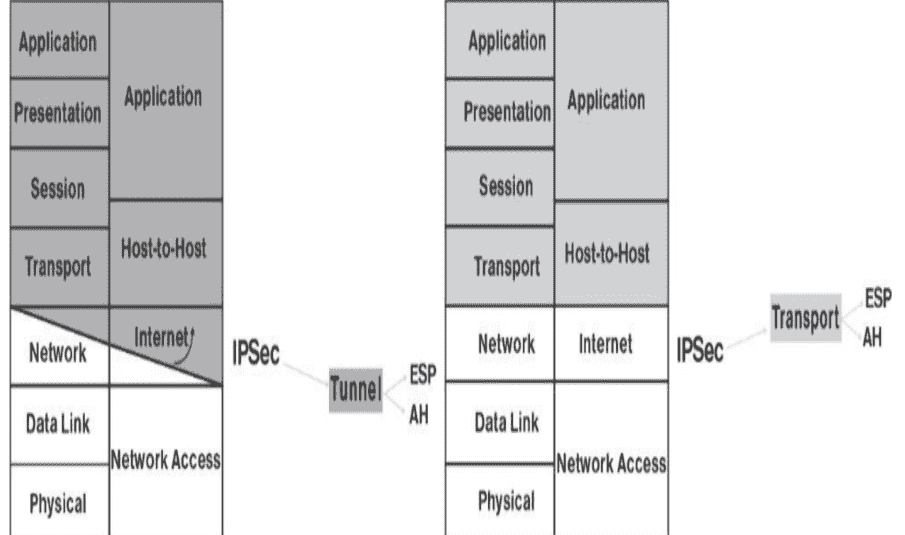 Application
Presentation
Session
Transport
Network
Data Link
Physical
Application
Host-to-Host
Internet
Network Access
IPSec
Tunnel
ESP
AH
Application
Presentation
Session
Transport
Network
Data Link
Physical
Application
Host-to-Host
Internet
Network Access
IPSec
Transport
ESP
AH